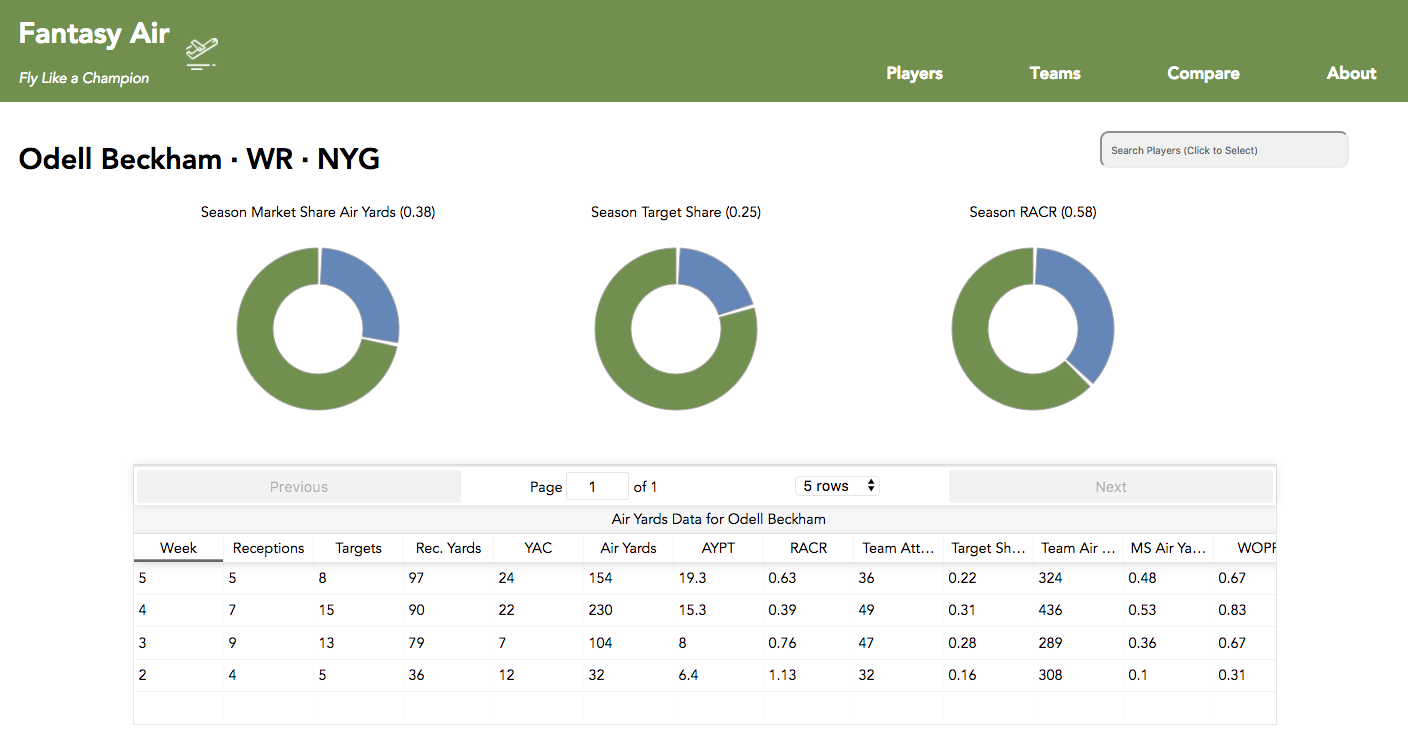 Fantasy Air
Fly Like a Champion
Players Teams Compare About
Odell Beckham · WR · NYG
Search Players (Click to Select)
Season Market Share Air Yards (0.38) Season Target Share (0.25) Season RACR (0.58)
Previous Page 1 of 1 5 rows Next
Air Yards Data for Odell Beckham
Week Receptions Targets Rec. Yards YAC Air Yards AYPT RACR Team Att... Target Sh... Team Air ... MS Air Ya... WOPR
5 5 8 97 24 154 19.3 0.63 36 0.22 324 0.48 0.67
4 7 15 90 22 230 15.3 0.39 49 0.31 436 0.53 0.83
3 9 13 79 7 104 8 0.76 47 0.28 289 0.36 0.67
2 4 5 36 12 32 6.4 1.13 32 0.16 308 0.1 0.31